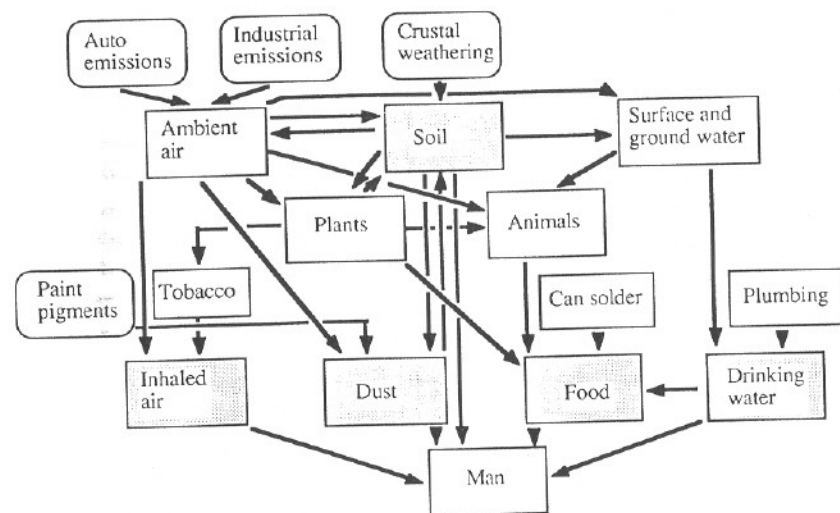 Auto
emissions
Industrial
emissions
Crustal
weathering
Ambient
air
Soil
Surface and
ground water
Plants
Animals
Paint
pigments
Tobacco
Can solder
Plumbing
Inhaled
air
Dust
Food
Drinking
water
Man